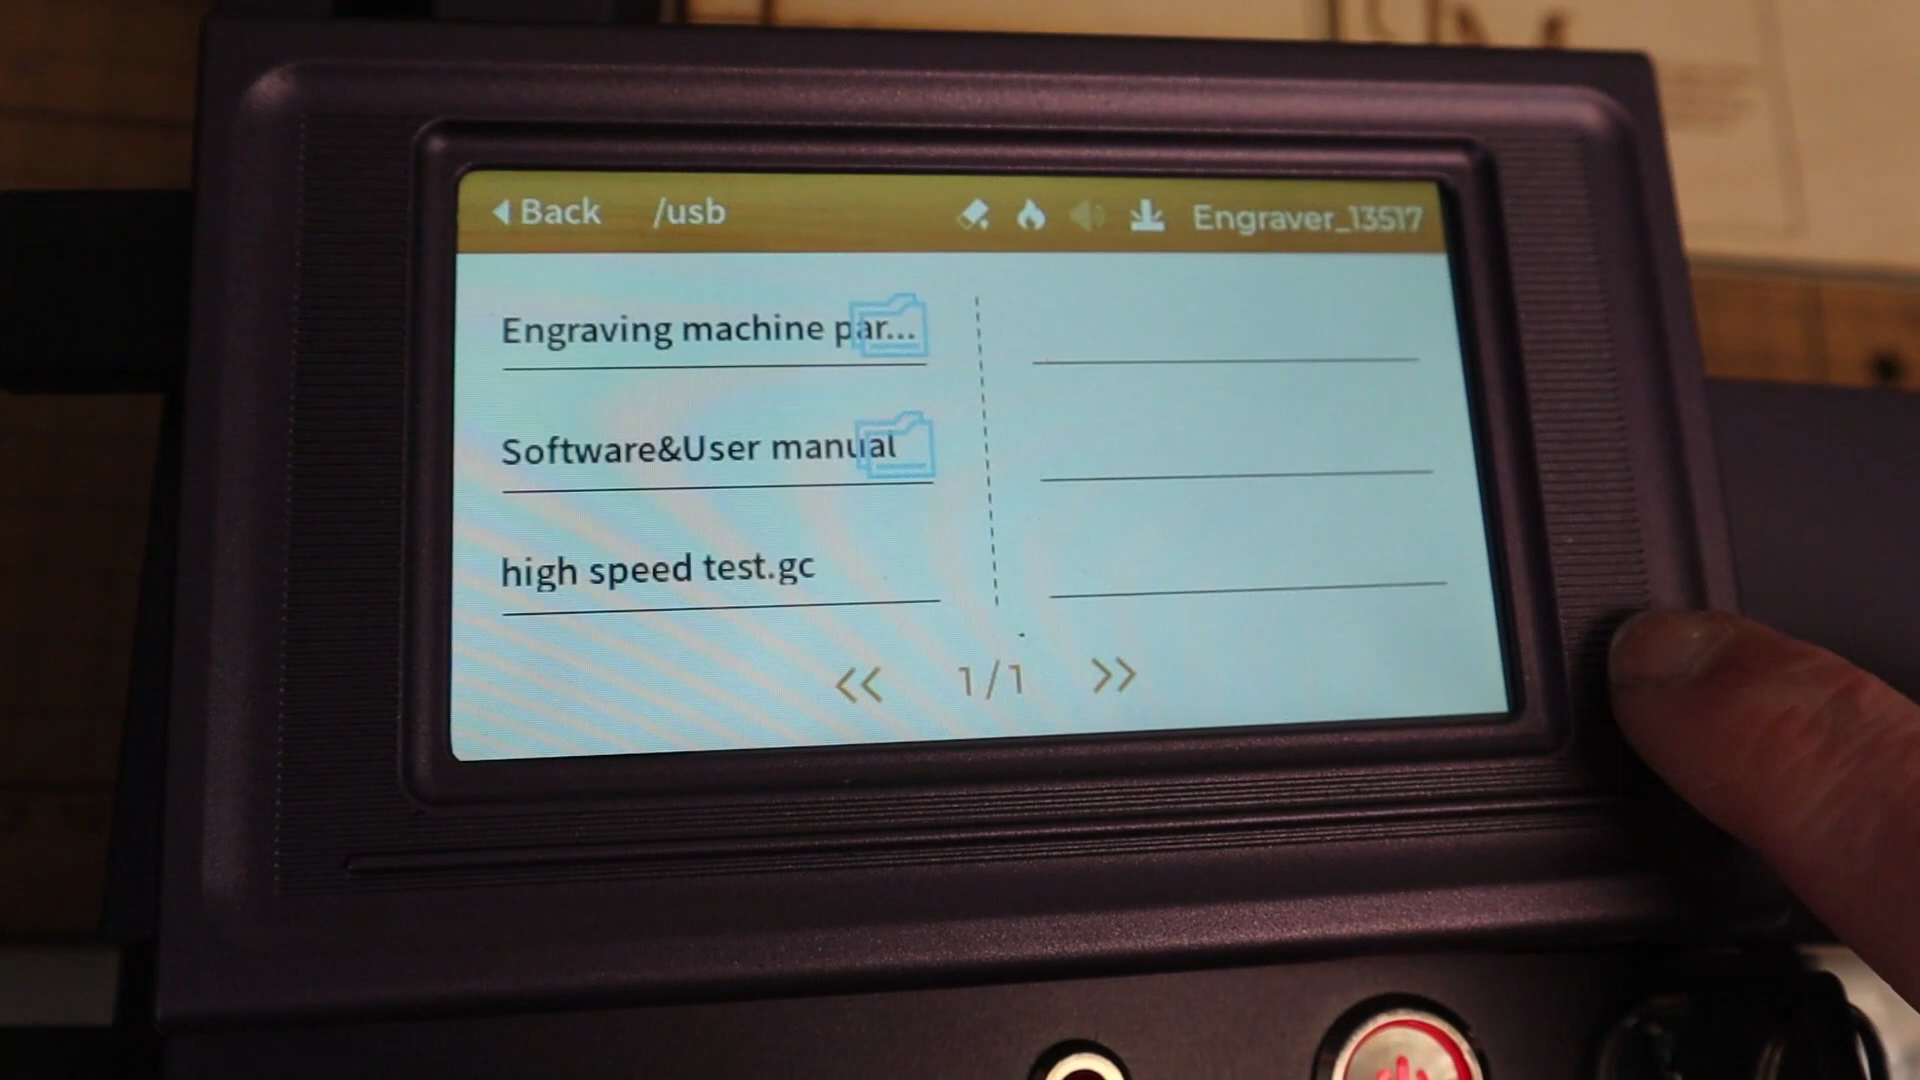 Back /usb Engraver_13517
Engraving machine par...
Software&User manual
high speed test.gc
<< 1/1 >>